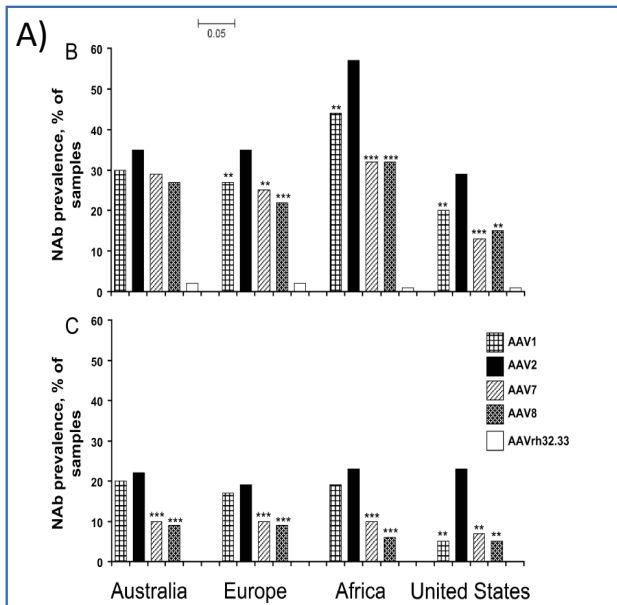 A)
0.05
B
NAb prevalence, % of
samples
60
50
40
30
20
10
0
** ** *** ** *** *** ** *** **
C
NAb prevalence, % of
samples
60
50
40
30
20
10
0
*** *** *** *** *** *** ** ** **
AAV1
AAV2
AAV7
AAV8
AAVrh32.33
Australia Europe Africa United States